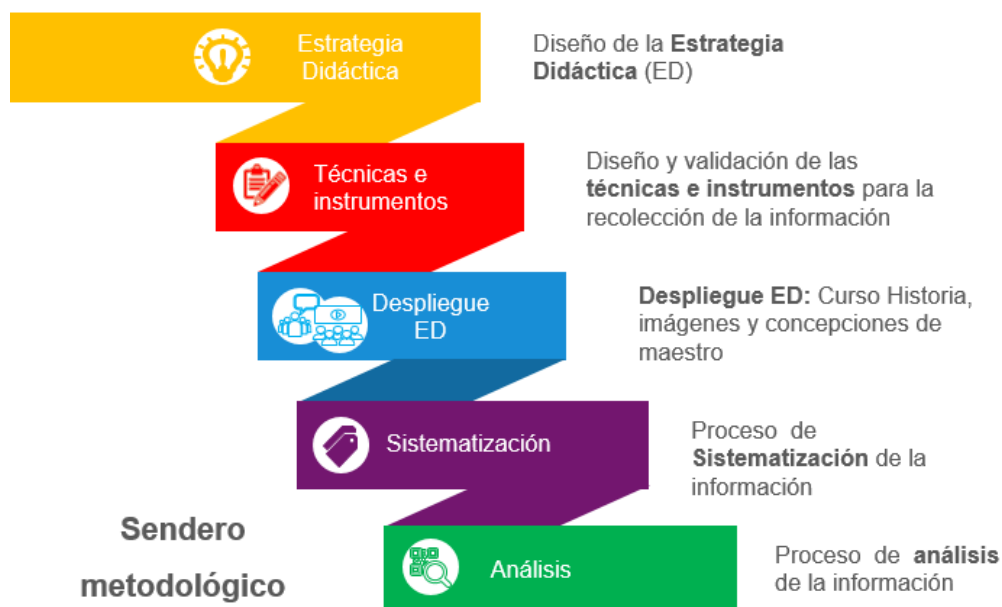 Estrategia
Didáctica
Diseño de la Estrategia
Didáctica (ED)
Técnicas e
instrumentos
Diseño y validación de las
técnicas e instrumentos para la
recolección de la información
Despliegue
ED
Despliegue ED: Curso Historia,
imágenes y concepciones de
maestro
Sistematización
Proceso de
Sistematización de la
información
Análisis
Proceso de análisis
de la información
Sendero
metodológico